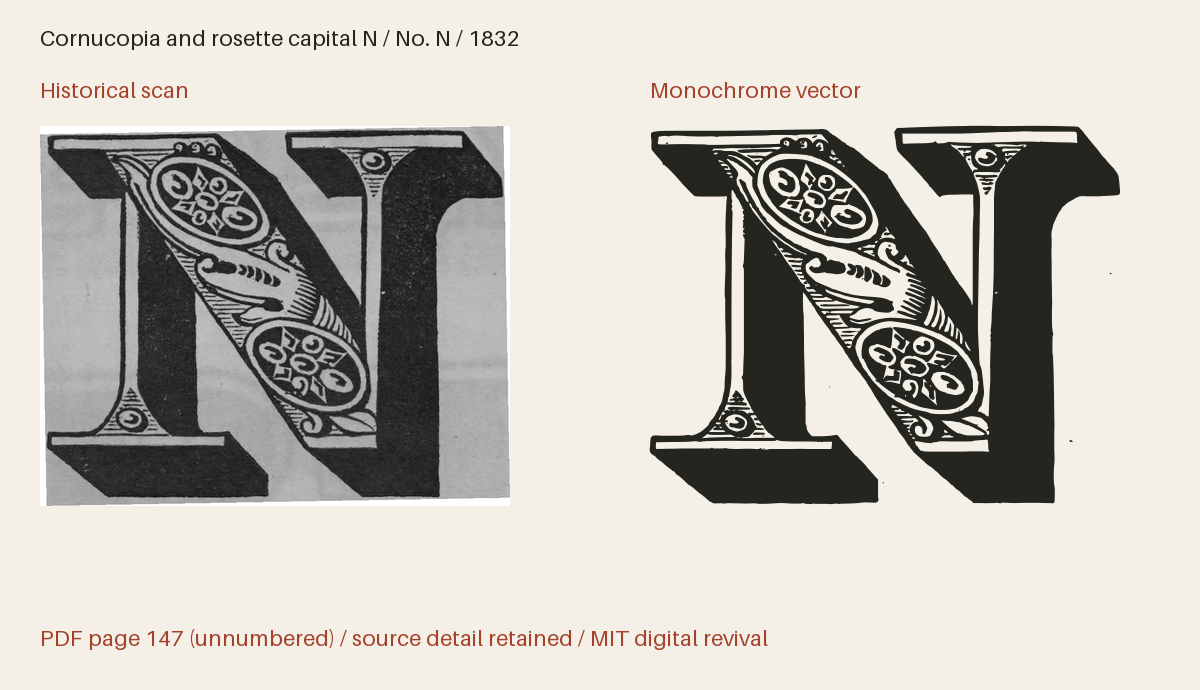 Cornucopia and rosette capital N / No. N / 1832
Historical scan
Monochrome vector
N
N
PDF page 147 (unnumbered) / source detail retained / MIT digital revival